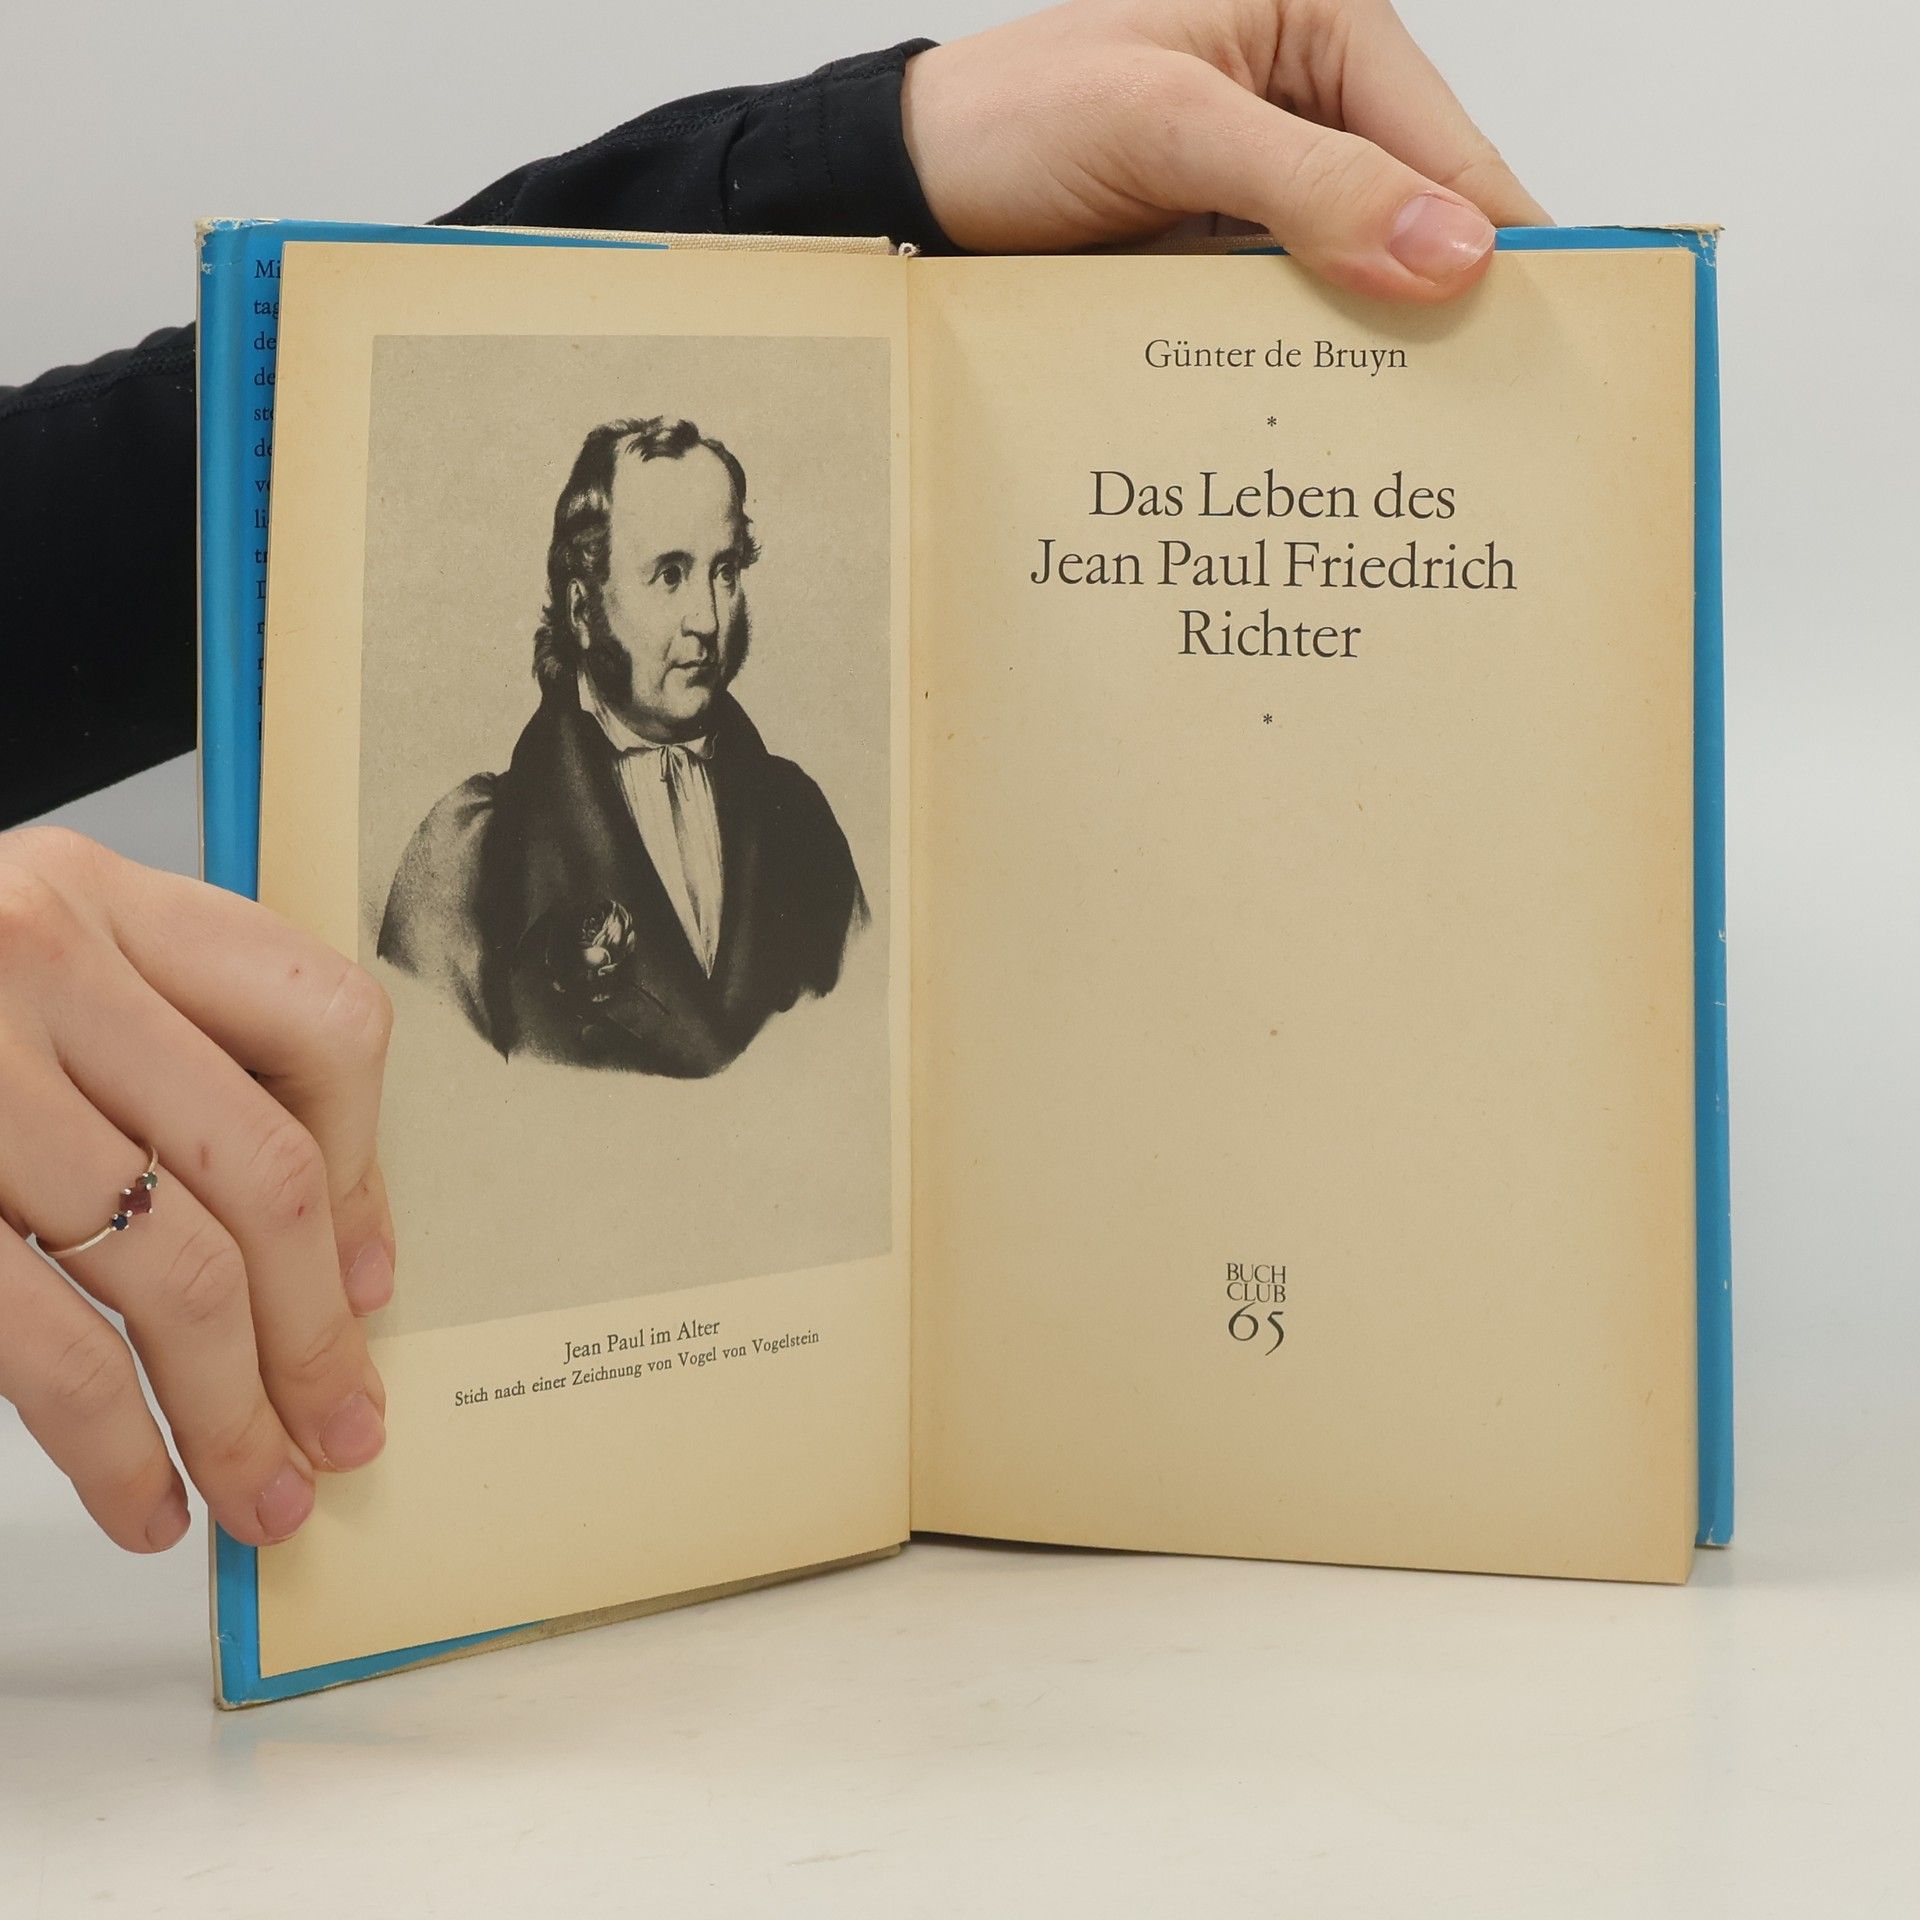 Jean Paul im Alter
Stich nach einer Zeichnung von Vogel von Vogelstein
Günter de Bruyn
*
Das Leben des
Jean Paul Friedrich
Richter
*
BUCH
CLUB
65